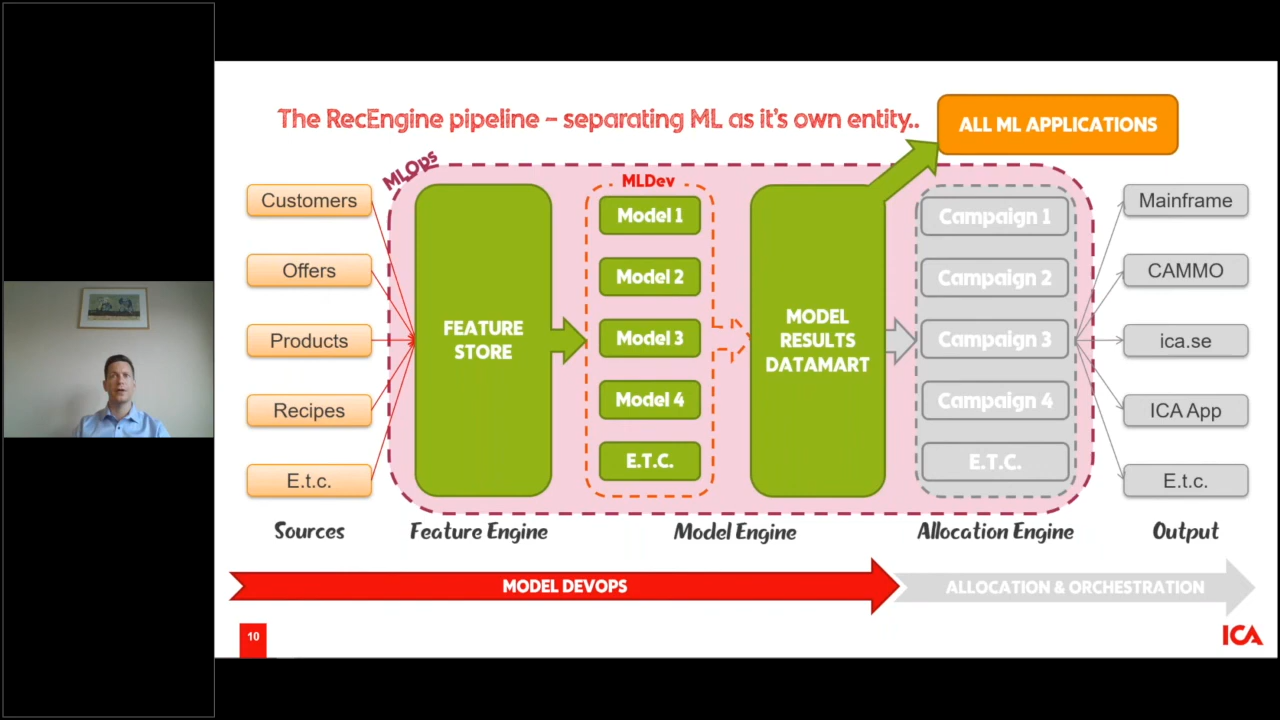 The RecEngine pipeline – separating ML as it's own entity..
ALL ML APPLICATIONS
MLOps
MLDev
Customers
Offers
Products
Recipes
E.t.c.
FEATURE
STORE
Model 1
Model 2
Model 3
Model 4
E.T.C.
MODEL
RESULTS
DATAMART
Campaign 1
Campaign 2
Campaign 3
Campaign 4
E.T.C.
Mainframe
CAMMO
ica.se
ICA App
E.t.c.
Sources
Feature Engine
Model Engine
Allocation Engine
Output
MODEL DEVOPS
ALLOCATION & ORCHESTRATION
10
ICA